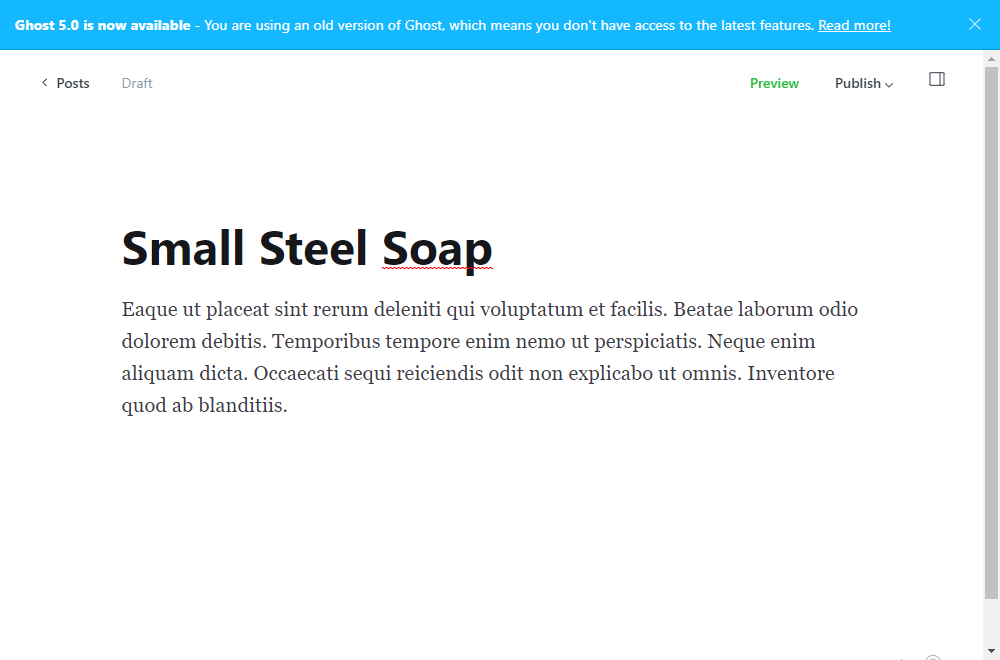 Ghost 5.0 is now available - You are using an old version of Ghost, which means you don't have access to the latest features. Read more!
Posts
Draft
Preview
Publish
Small Steel Soap
Eaque ut placeat sint rerum deleniti qui voluptatum et facilis. Beatae laborum odio
dolorem debitis. Temporibus tempore enim nemo ut perspiciatis. Neque enim
aliquam dicta. Occaecati sequi reiciendis odit non explicabo ut omnis. Inventore
quod ab blanditiis.